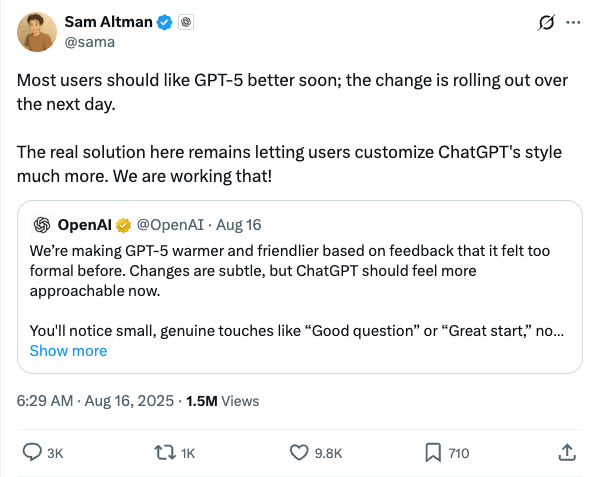 Sam Altman
@sama
Most users should like GPT-5 better soon; the change is rolling out over
the next day.
The real solution here remains letting users customize ChatGPT's style
much more. We are working that!
OpenAI @OpenAI · Aug 16
We’re making GPT-5 warmer and friendlier based on feedback that it felt too
formal before. Changes are subtle, but ChatGPT should feel more
approachable now.
You'll notice small, genuine touches like “Good question” or “Great start,” no...
Show more
6:29 AM · Aug 16, 2025 · 1.5M Views
3K 1K 9.8K 710